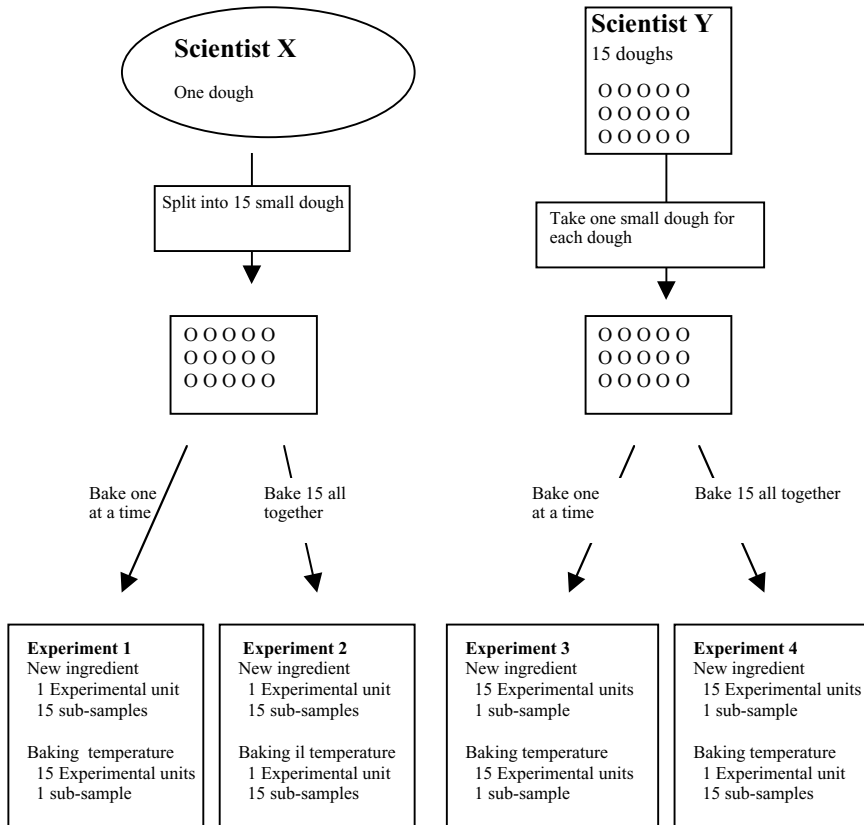 Scientist X
One dough
Scientist Y
15 doughs
O O O O O
O O O O O
O O O O O
Split into 15 small dough
Take one small dough for
each dough
O O O O O
O O O O O
O O O O O
O O O O O
O O O O O
O O O O O
Bake one
at a time
Bake 15 all
together
Bake one
at a time
Bake 15 all together
Experiment 1
New ingredient
1 Experimental unit
15 sub-samples
Baking temperature
15 Experimental units
1 sub-sample
Experiment 2
New ingredient
1 Experimental unit
15 sub-samples
Baking il temperature
1 Experimental unit
15 sub-samples
Experiment 3
New ingredient
15 Experimental units
1 sub-sample
Baking temperature
15 Experimental units
1 sub-sample
Experiment 4
New ingredient
15 Experimental units
1 sub-sample
Baking temperature
1 Experimental unit
15 sub-samples